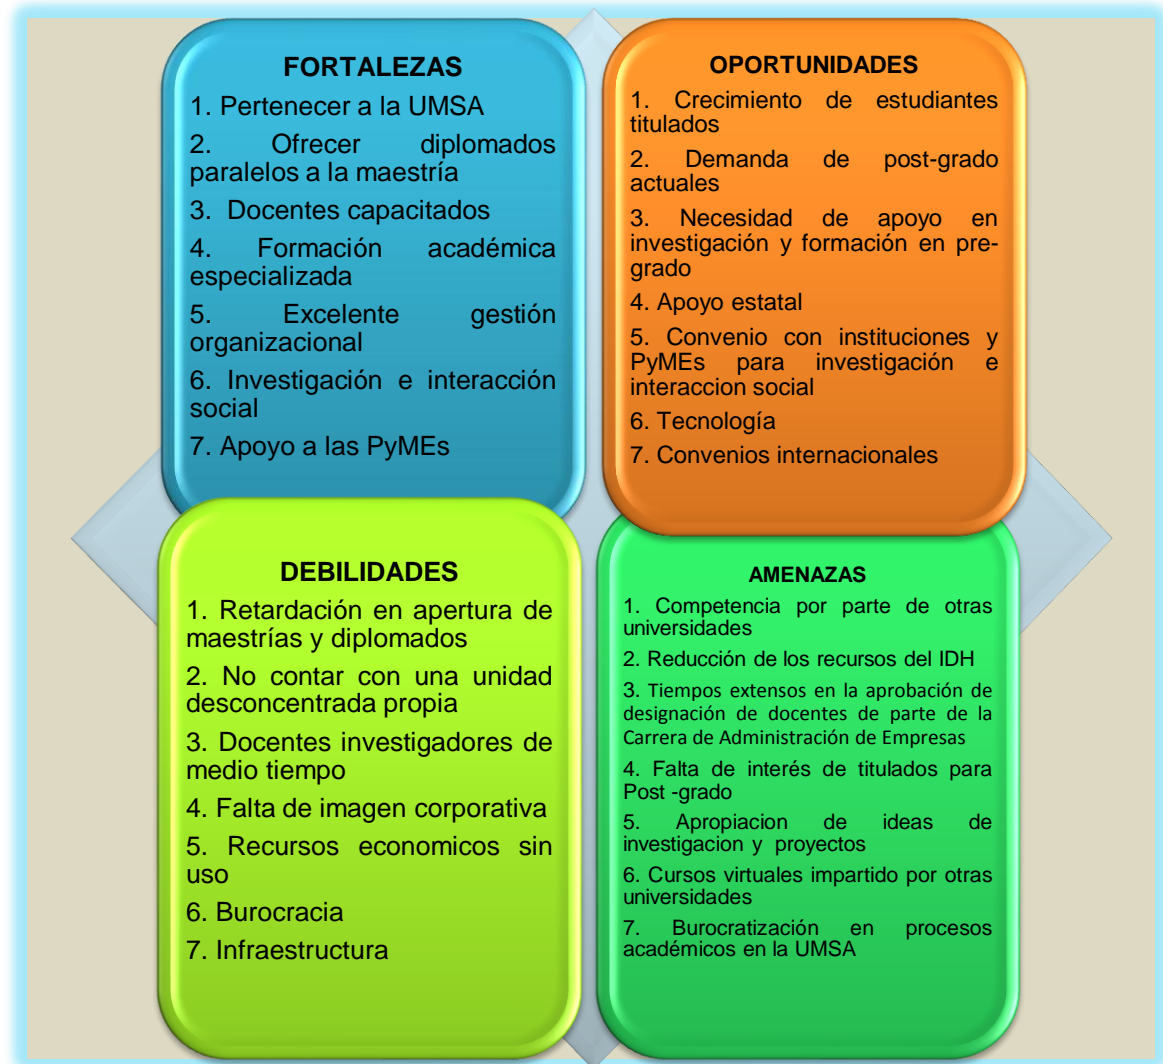 FORTALEZAS
1. Pertenecer a la UMSA
2. Ofrecer diplomados
paralelos a la maestría
3. Docentes capacitados
4. Formación académica
especializada
5. Excelente gestión
organizacional
6. Investigación e interacción
social
7. Apoyo a las PyMEs
OPORTUNIDADES
1. Crecimiento de estudiantes
titulados
2. Demanda de post-grado
actuales
3. Necesidad de apoyo en
investigación y formación en pre-
grado
4. Apoyo estatal
5. Convenio con instituciones y
PyMEs para investigación e
interaccion social
6. Tecnología
7. Convenios internacionales
DEBILIDADES
1. Retardación en apertura de
maestrías y diplomados
2. No contar con una unidad
desconcentrada propia
3. Docentes investigadores de
medio tiempo
4. Falta de imagen corporativa
5. Recursos economicos sin
uso
6. Burocracia
7. Infraestructura
AMENAZAS
1. Competencia por parte de otras
universidades
2. Reducción de los recursos del IDH
3. Tiempos extensos en la aprobación de
designación de docentes de parte de la
Carrera de Administración de Empresas
4. Falta de interés de titulados para
Post -grado
5. Apropiacion de ideas de
investigacion y proyectos
6. Cursos virtuales impartido por otras
universidades
7. Burocratización en procesos
académicos en la UMSA